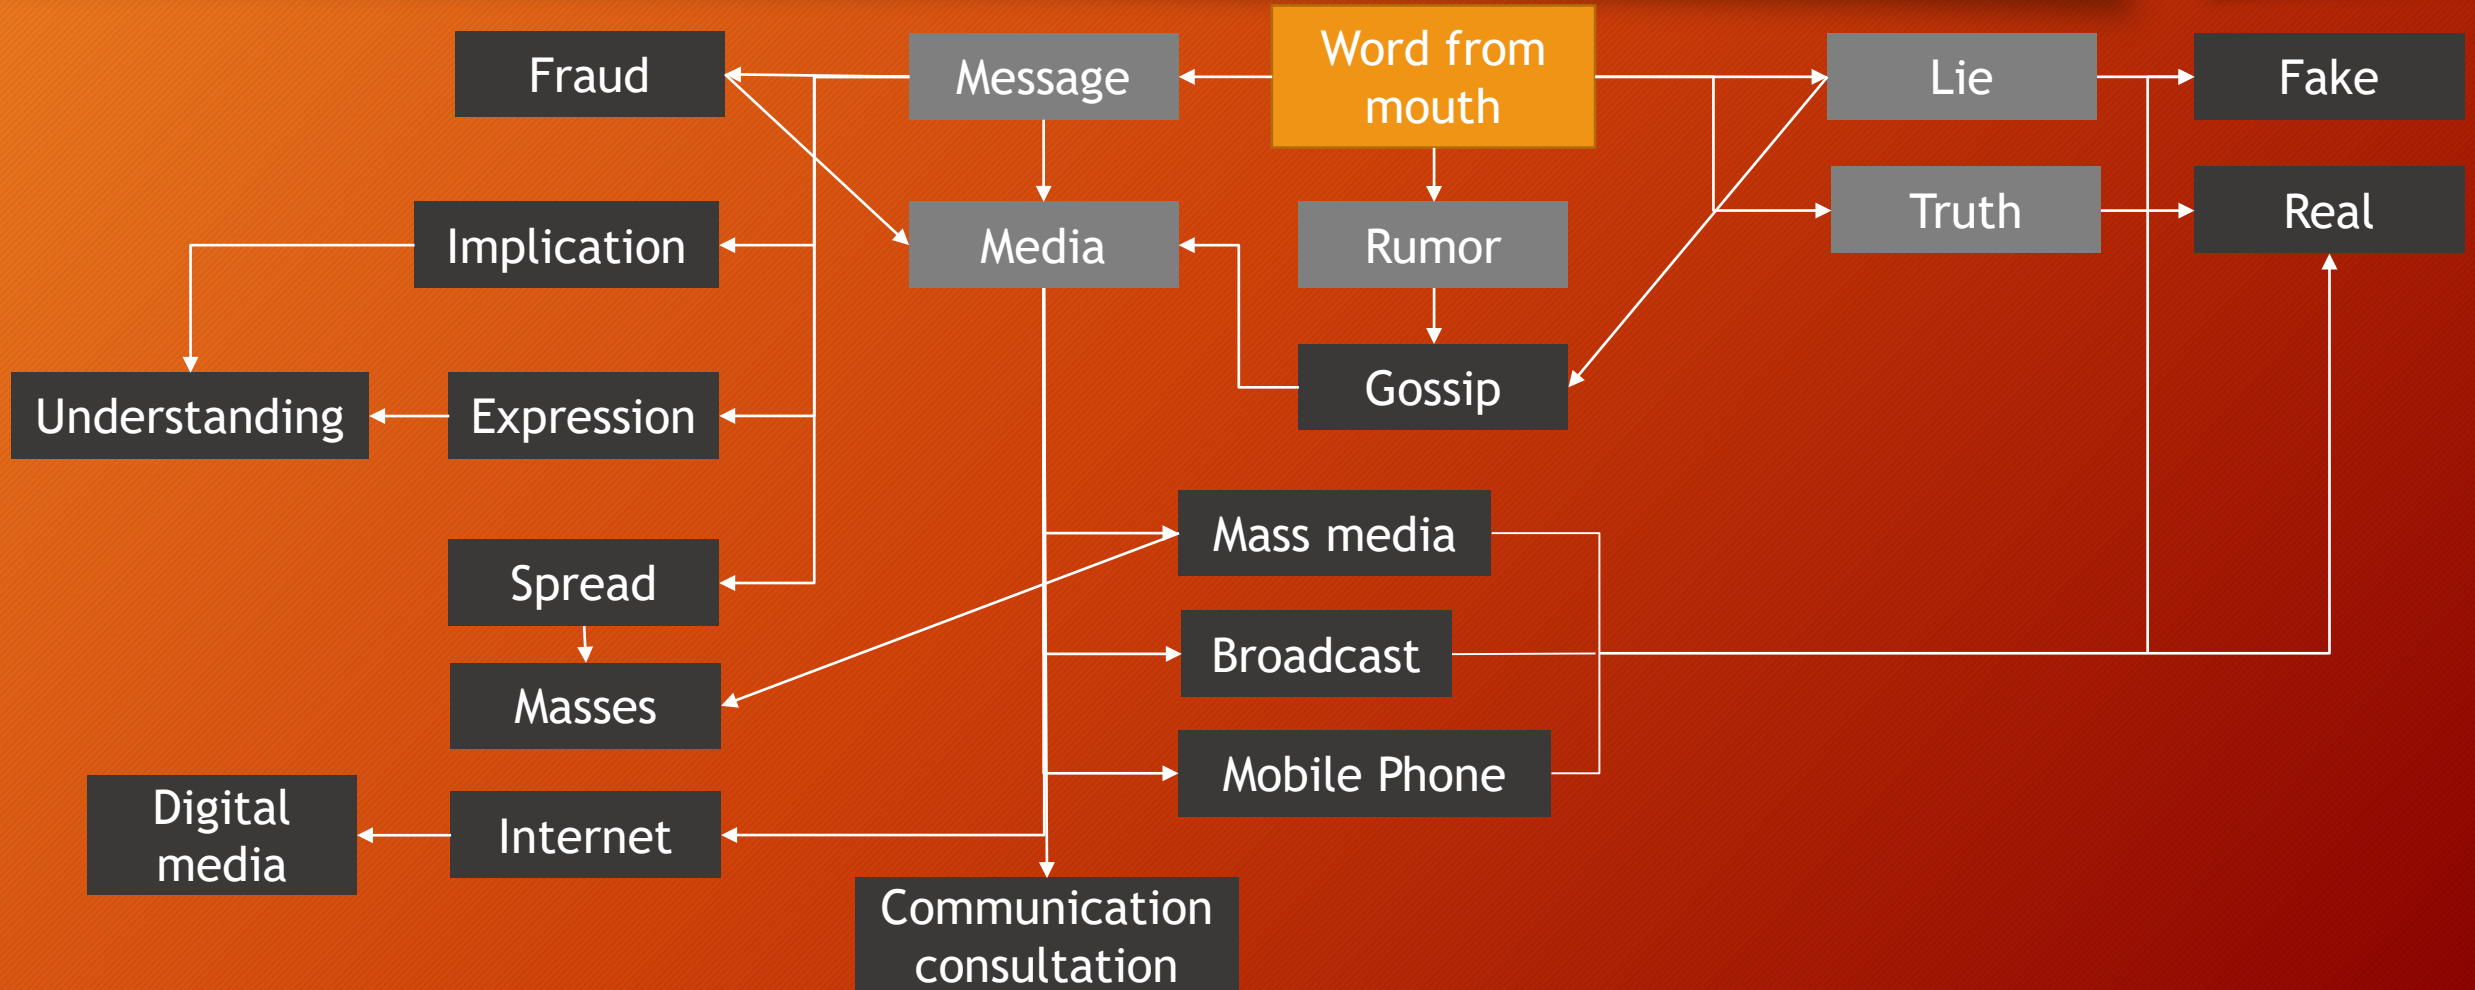 Word from
mouth
Fraud
Message
Lie
Fake
Implication
Media
Rumor
Truth
Real
Understanding
Expression
Gossip
Mass media
Spread
Broadcast
Masses
Mobile Phone
Digital
media
Internet
Communication
consultation